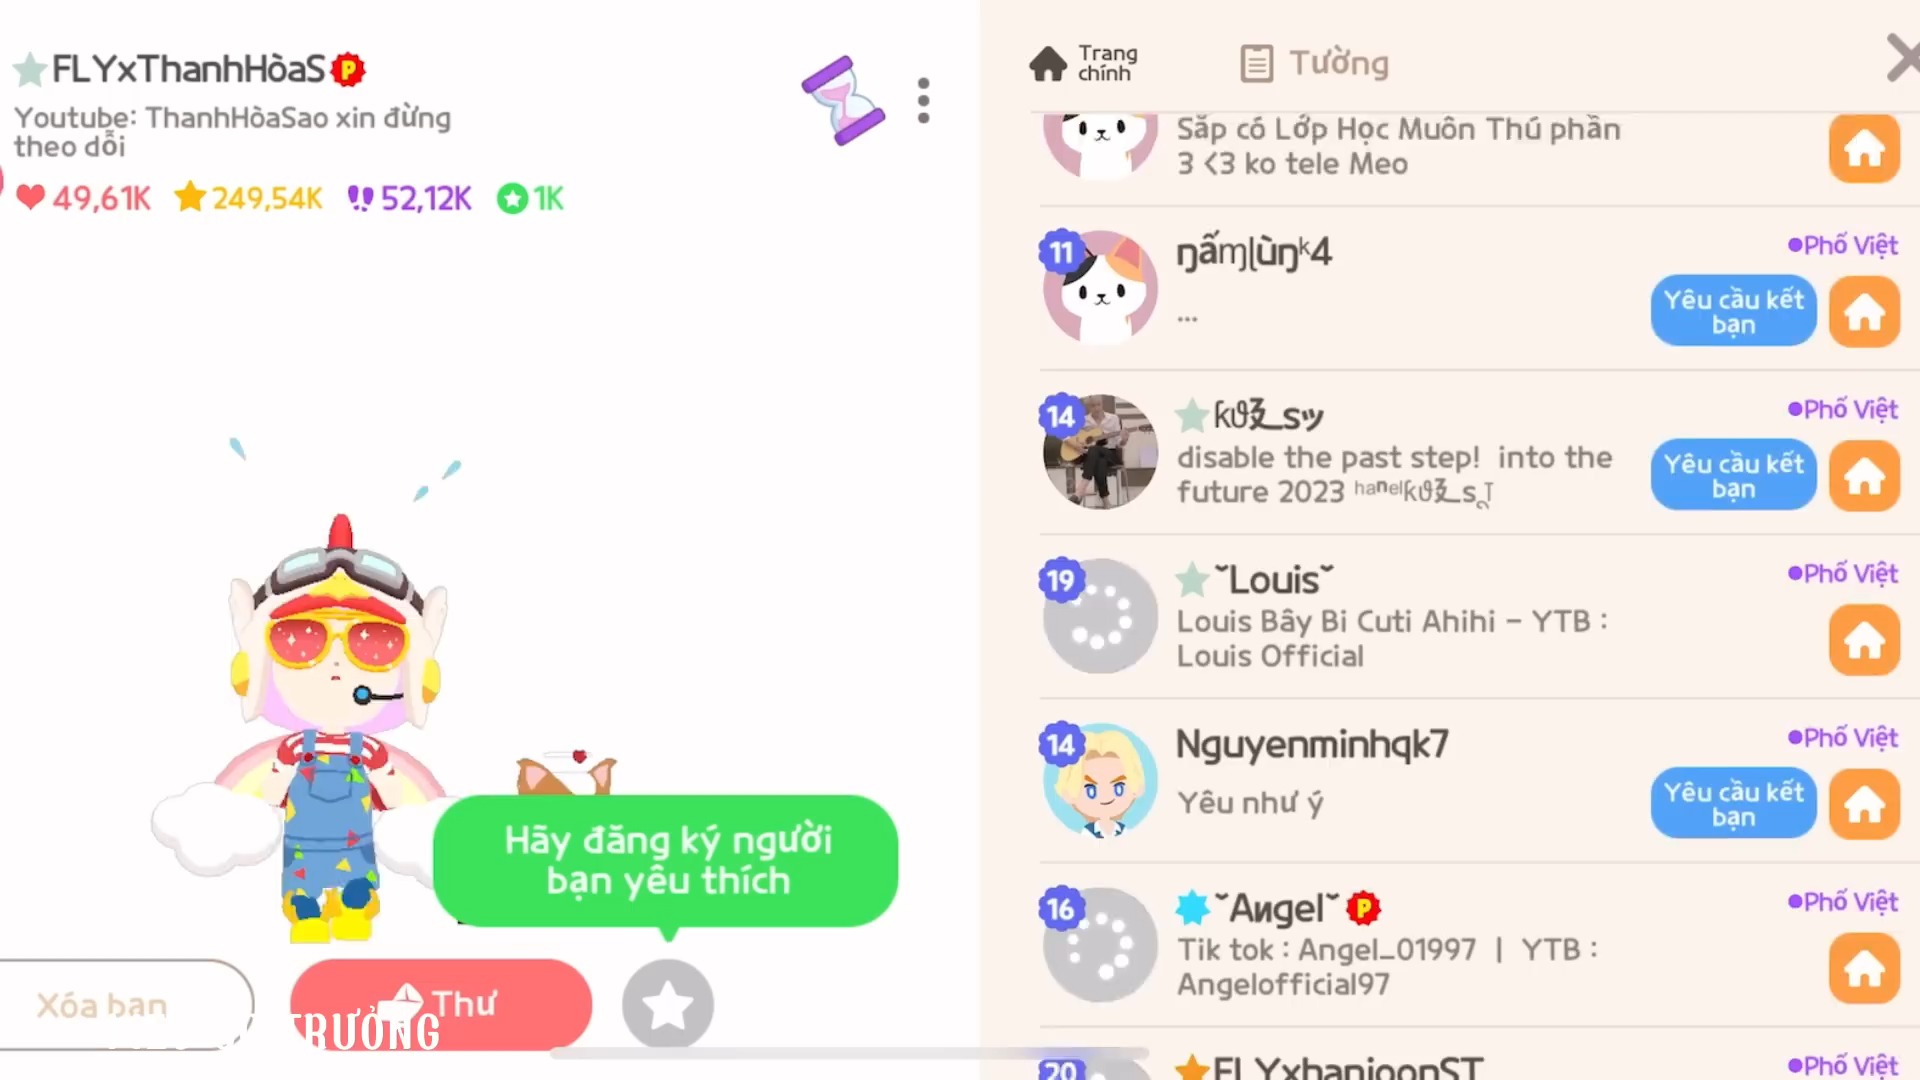 FLYxThanhHòaS P
Youtube: ThanhHòaSao xin đừng
theo dõi
49,61K 249,54K 52,12K 1K
Hãy đăng ký người
bạn yêu thích
Xóa bạn
Thư
TRƯỞNG
Trang
chính
Tường
Sắp có Lớp Học Muôn Thú phần
3 <3 ko tele Meo
11
Phố Việt
Yêu cầu kết
bạn
...
14
Phố Việt
disable the past step! into the
future 2023
Yêu cầu kết
bạn
19
˘Louis˘
Phố Việt
Louis Bây Bi Cuti Ahihi - YTB :
Louis Official
14
Nguyenminhqk7
Phố Việt
Yêu như ý
Yêu cầu kết
bạn
16
˘Aиgel˘ P
Phố Việt
Tik tok : Angel_01997 | YTB :
Angelofficial97
20
FLYxhanjoonST
Phố Việt